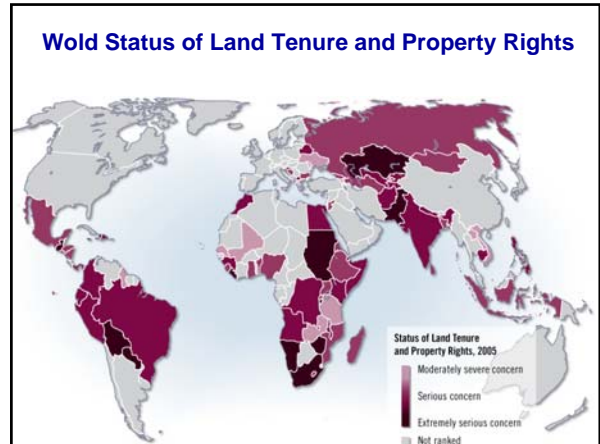 Wold Status of Land Tenure and Property Rights
Status of Land Tenure
and Property Rights, 2005
Moderately severe concern
Serious concern
Extremely serious concern
Not ranked